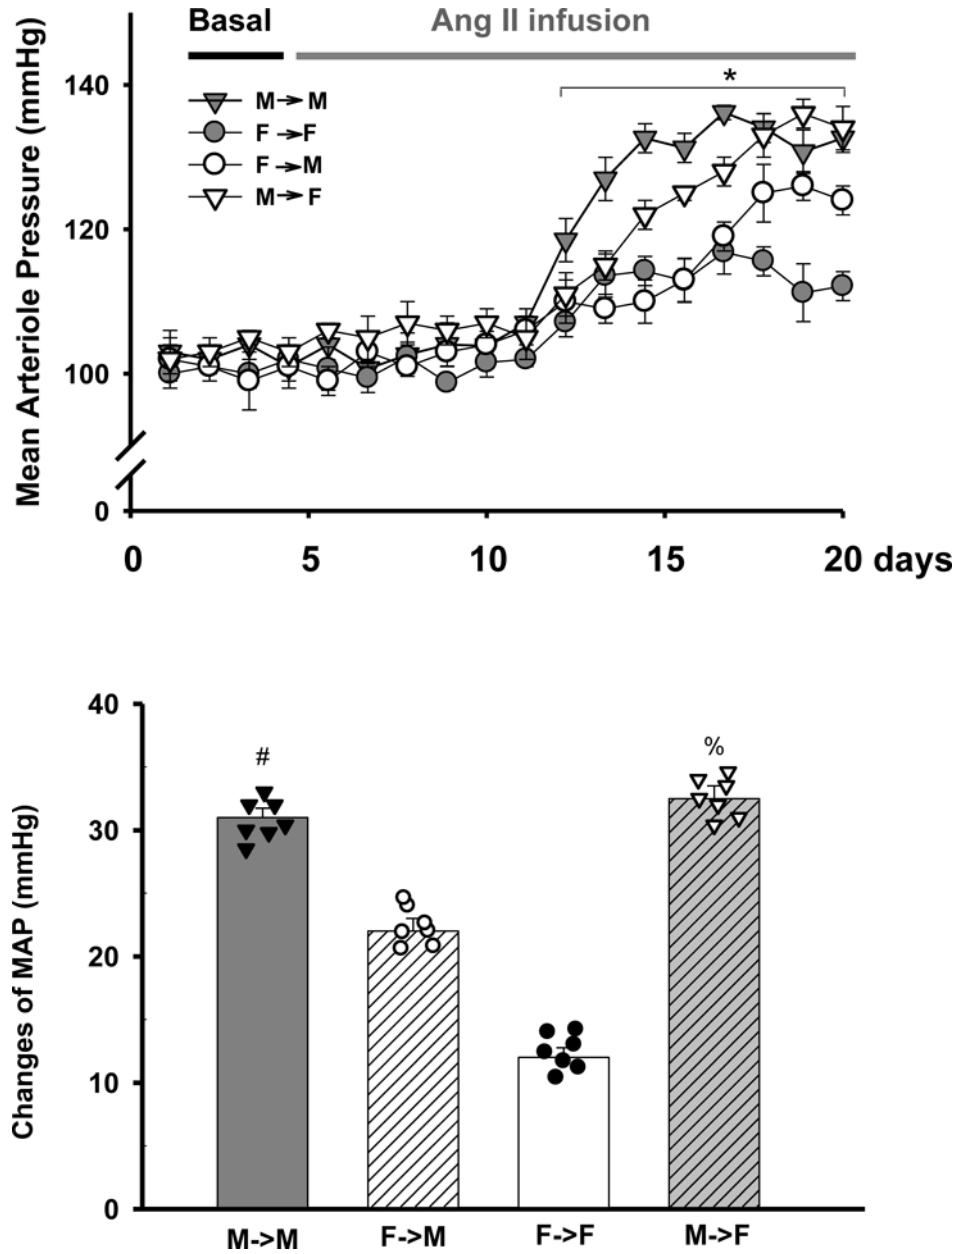 Basal Ang II infusion
Mean Arteriole Pressure (mmHg)
140
120
100
0
*
M→M
F→F
F→M
M→F
0 5 10 15 20 days
Changes of MAP (mmHg)
40
30
20
10
0
#
%
M->M F->M F->F M->F